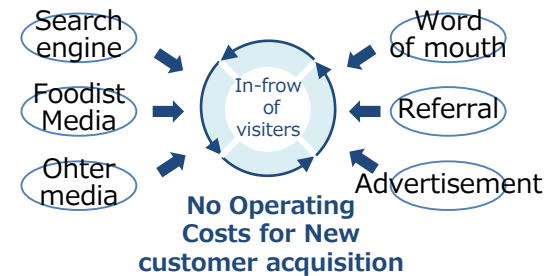 Search
engine
Foodist
Media
Ohter
media
In-frow
of
visiters
Word
of mouth
Referral
Advertisement
No Operating
Costs for New
customer acquisition